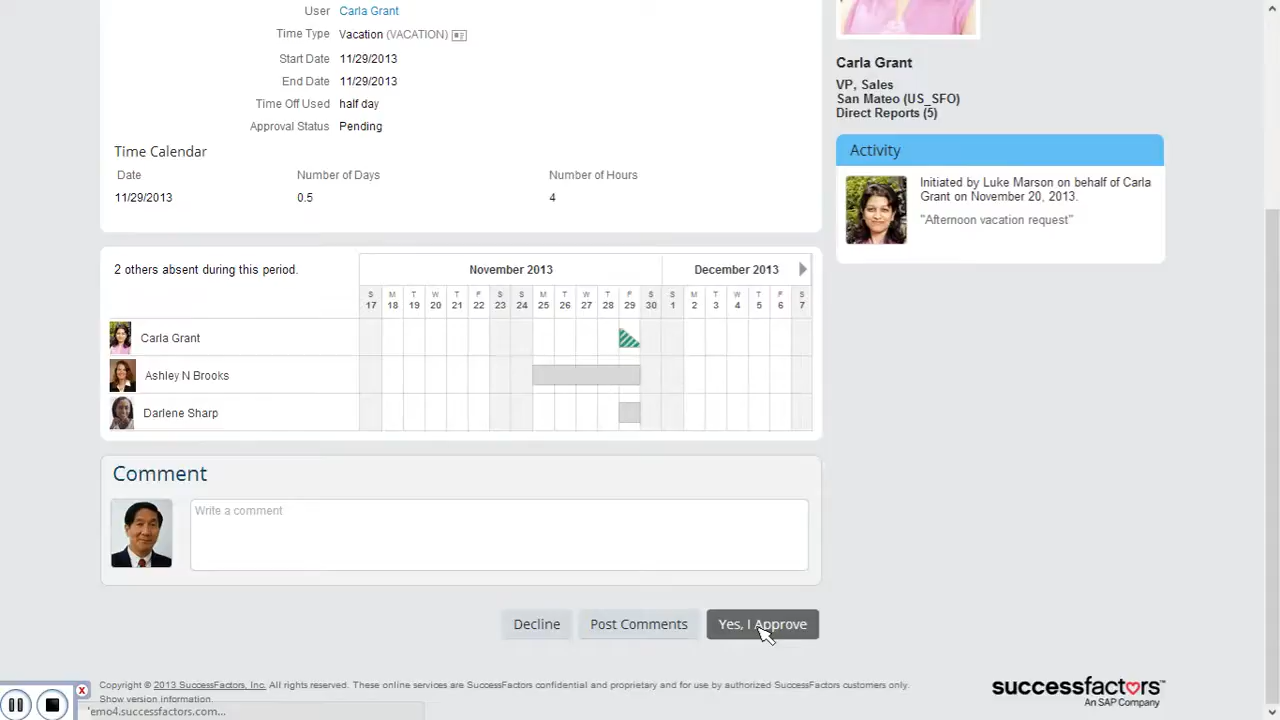 User Carla Grant
Time Type Vacation (VACATION)
Start Date 11/29/2013
End Date 11/29/2013
Time Off Used half day
Approval Status Pending
Time Calendar
Date Number of Days Number of Hours
11/29/2013 0.5 4
2 others absent during this period.
November 2013 December 2013
S M T W T F S S M T W T F S S M T W T F S
17 18 19 20 21 22 23 24 25 26 27 28 29 30 1 2 3 4 5 6 7
Carla Grant
Ashley N Brooks
Darlene Sharp
Comment
Write a comment
Decline Post Comments Yes, I Approve
Carla Grant
VP, Sales
San Mateo (US_SFO)
Direct Reports (5)
Activity
Initiated by Luke Marson on behalf of Carla
Grant on November 20, 2013.
"Afternoon vacation request"
X
Copyright © 2013 SuccessFactors, Inc. All rights reserved. These online services are SuccessFactors confidential and proprietary and for use by authorized SuccessFactors customers only.
Show version information.
'emo4.successfactors.com...
successfactors™
An SAP Company